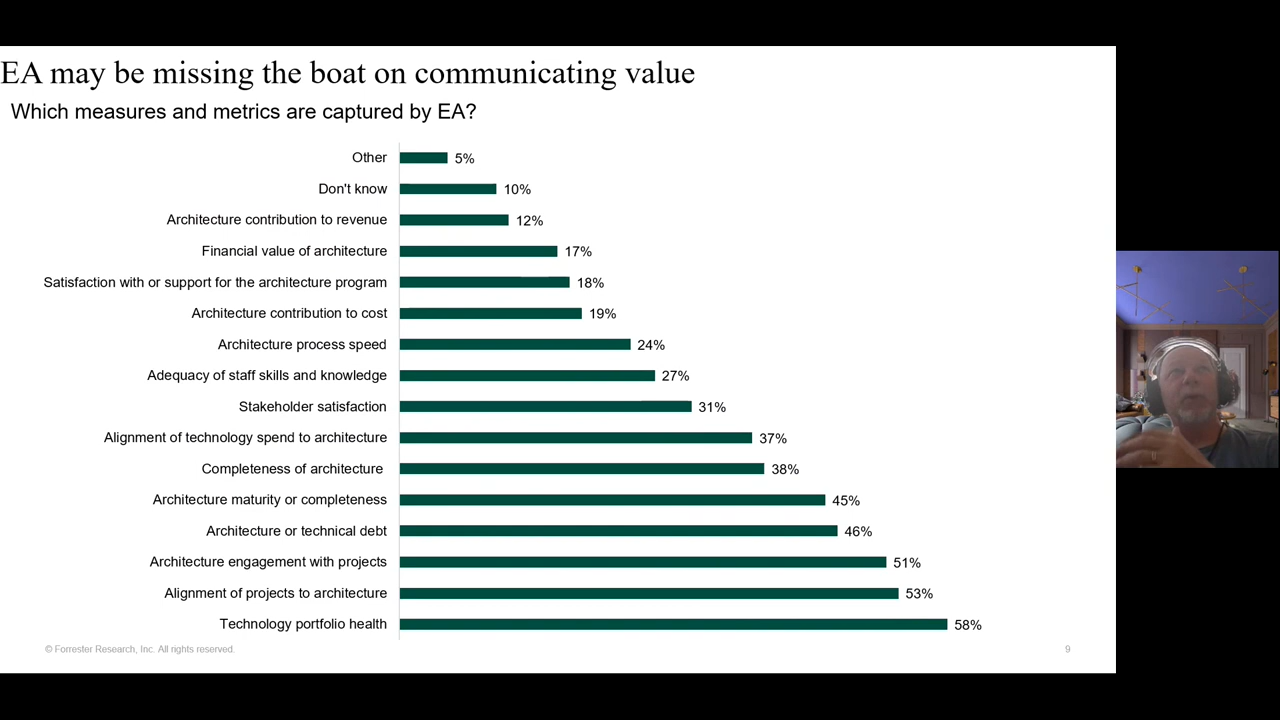 EA may be missing the boat on communicating value
Which measures and metrics are captured by EA?
Other 5%
Don't know 10%
Architecture contribution to revenue 12%
Financial value of architecture 17%
Satisfaction with or support for the architecture program 18%
Architecture contribution to cost 19%
Architecture process speed 24%
Adequacy of staff skills and knowledge 27%
Stakeholder satisfaction 31%
Alignment of technology spend to architecture 37%
Completeness of architecture 38%
Architecture maturity or completeness 45%
Architecture or technical debt 46%
Architecture engagement with projects 51%
Alignment of projects to architecture 53%
Technology portfolio health 58%
© Forrester Research, Inc. All rights reserved. 9